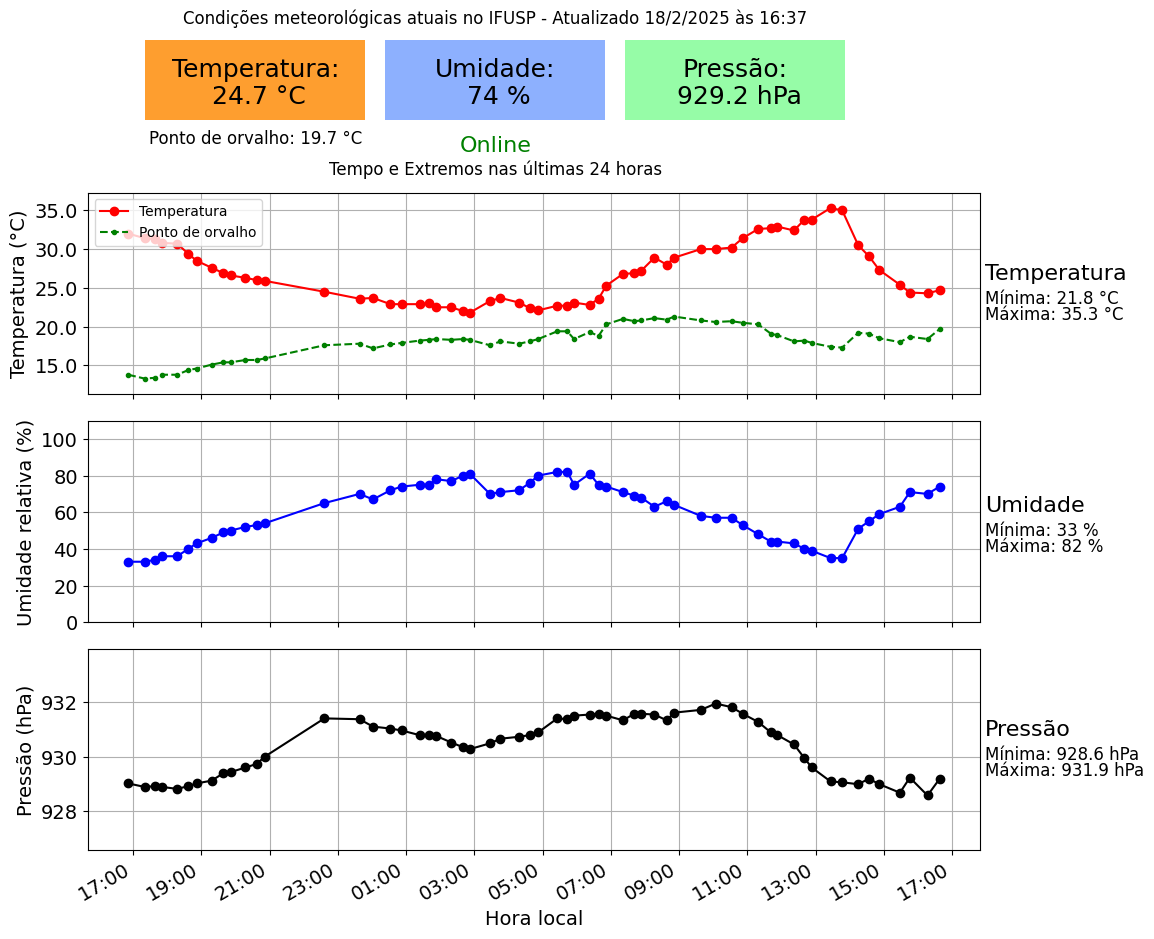 Condições meteorológicas atuais no IFUSP - Atualizado 18/2/2025 às 16:37
Temperatura:
24.7 °C
Umidade:
74 %
Pressão:
929.2 hPa
Ponto de orvalho: 19.7 °C
Online
Tempo e Extremos nas últimas 24 horas
Temperatura (°C)
35.0
30.0
25.0
20.0
15.0
Temperatura
Ponto de orvalho
Temperatura
Mínima: 21.8 °C
Máxima: 35.3 °C
Umidade relativa (%)
100
80
60
40
20
0
Umidade
Mínima: 33 %
Máxima: 82 %
Pressão (hPa)
932
930
928
Pressão
Mínima: 928.6 hPa
Máxima: 931.9 hPa
17:00
19:00
21:00
23:00
01:00
03:00
05:00
07:00
09:00
11:00
13:00
15:00
17:00
Hora local